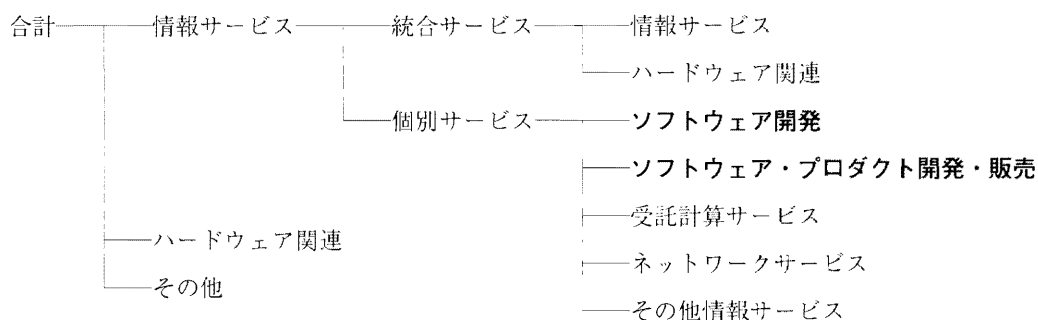 合計 情報サービス 統合サービス 情報サービス
ハードウェア関連
個別サービス ソフトウェア開発
ソフトウェア・プロダクト開発・販売
受託計算サービス
ハードウェア関連
ネットワークサービス
その他
その他情報サービス